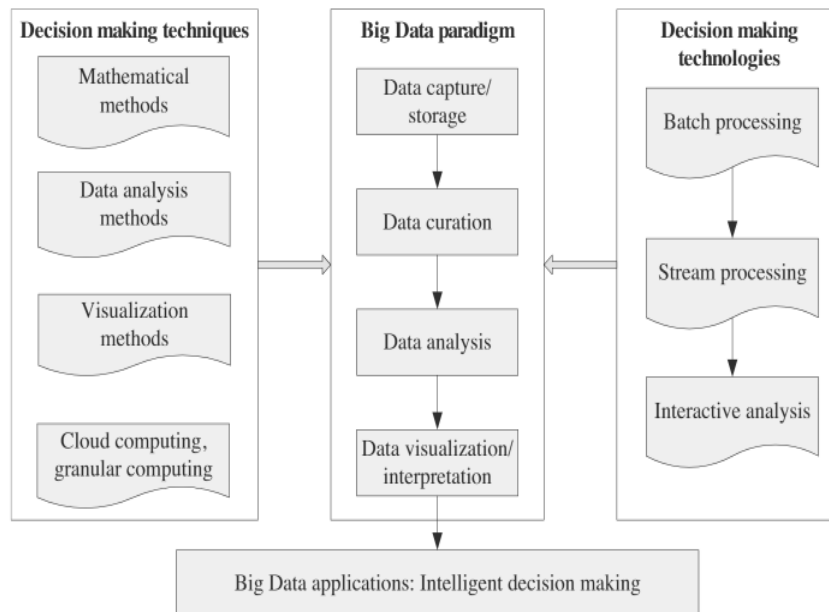 Decision making techniques
Mathematical
methods
Data analysis
methods
Visualization
methods
Cloud computing,
granular computing
Big Data paradigm
Data capture/
storage
Data curation
Data analysis
Data visualization/
interpretation
Decision making
technologies
Batch processing
Stream processing
Interactive analysis
Big Data applications: Intelligent decision making